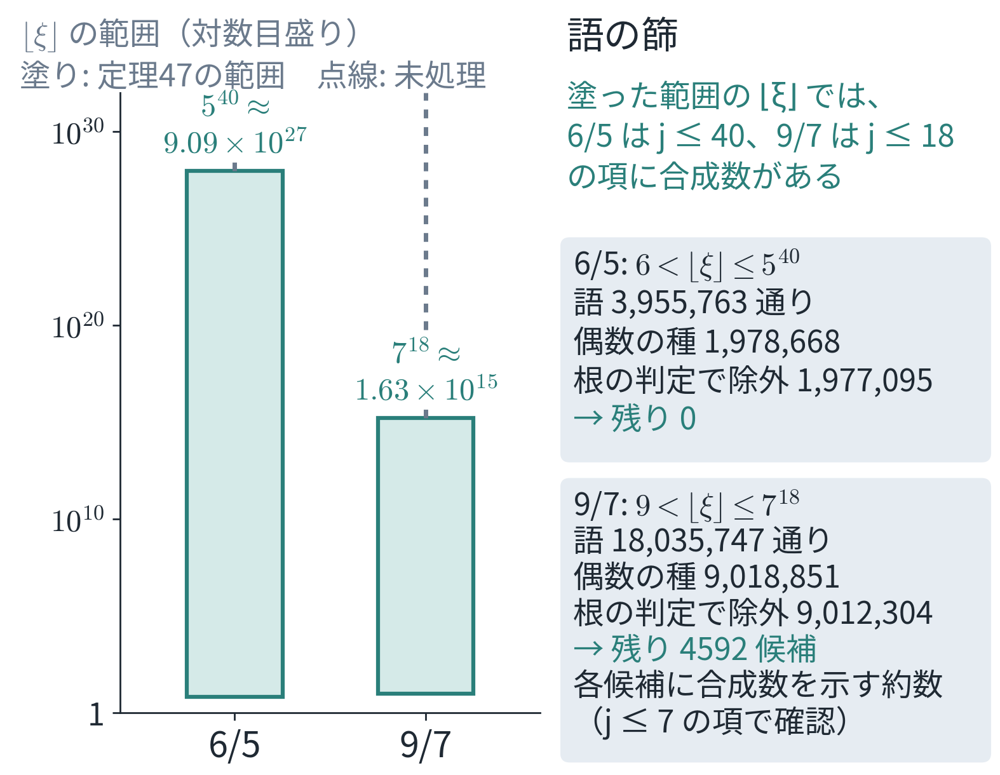 ⌊ξ⌋ の範囲（対数目盛り）
塗り: 定理47の範囲　点線: 未処理
10^30
10^20
10^10
1
5^40 ≈
9.09 × 10^27
7^18 ≈
1.63 × 10^15
6/5
9/7
語の篩
塗った範囲の ⌊ξ⌋ では、
6/5 は j ≤ 40、9/7 は j ≤ 18
の項に合成数がある
6/5: 6 < ⌊ξ⌋ ≤ 5^40
語 3,955,763 通り
偶数の種 1,978,668
根の判定で除外 1,977,095
→ 残り 0
9/7: 9 < ⌊ξ⌋ ≤ 7^18
語 18,035,747 通り
偶数の種 9,018,851
根の判定で除外 9,012,304
→ 残り 4592 候補
各候補に合成数を示す約数
（j ≤ 7 の項で確認）